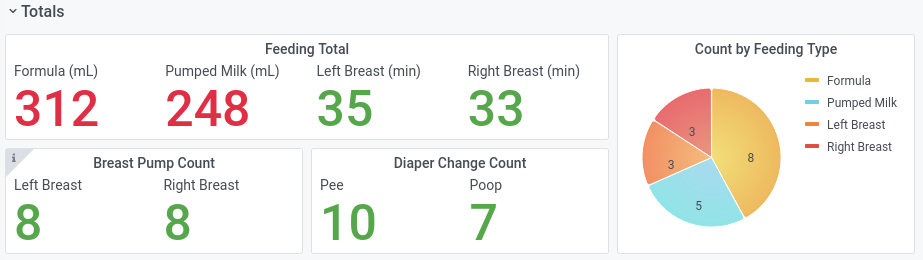 Totals
Feeding Total
Formula (mL) Pumped Milk (mL) Left Breast (min) Right Breast (min)
312 248 35 33
Breast Pump Count
Left Breast Right Breast
8 8
Diaper Change Count
Pee Poop
10 7
Count by Feeding Type
8
5
3
3
Formula
Pumped Milk
Left Breast
Right Breast